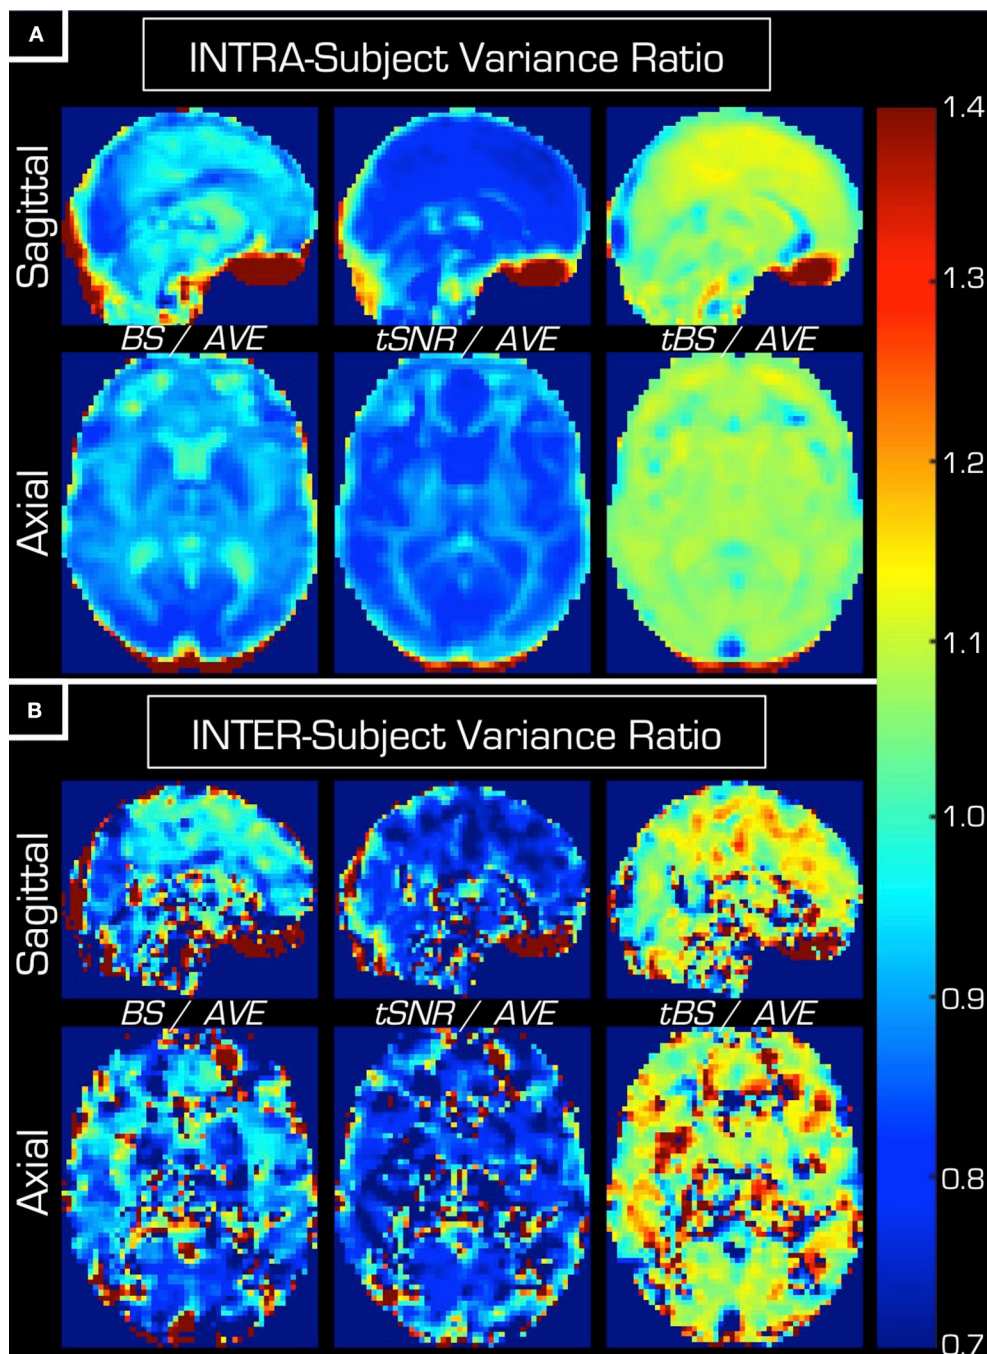 A
INTRA-Subject Variance Ratio
Sagittal
BS / AVE
tSNR / AVE
tBS / AVE
Axial
B
INTER-Subject Variance Ratio
Sagittal
BS / AVE
tSNR / AVE
tBS / AVE
Axial
1.4
1.3
1.2
1.1
1.0
0.9
0.8
0.7